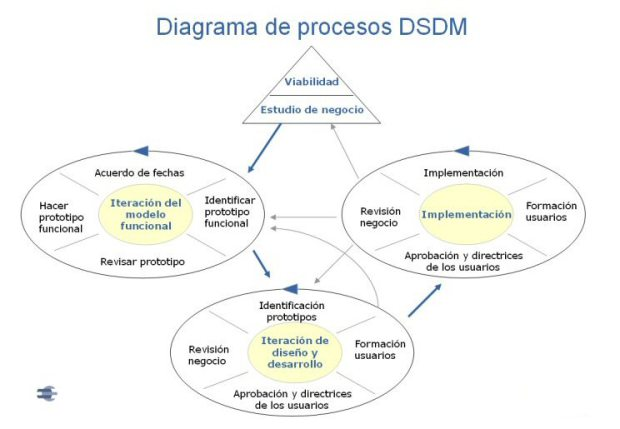 Diagrama de procesos DSDM
Viabilidad
Estudio de negocio
Acuerdo de fechas
Hacer
prototipo
funcional
Iteración del
modelo
funcional
Identificar
prototipo
funcional
Revisar prototipo
Implementación
Revisión
negocio
Implementación
Formación
usuarios
Aprobación y directrices
de los usuarios
Identificación
prototipos
Revisión
negocio
Iteración de
diseño y
desarrollo
Formación
usuarios
Aprobación y directrices
de los usuarios